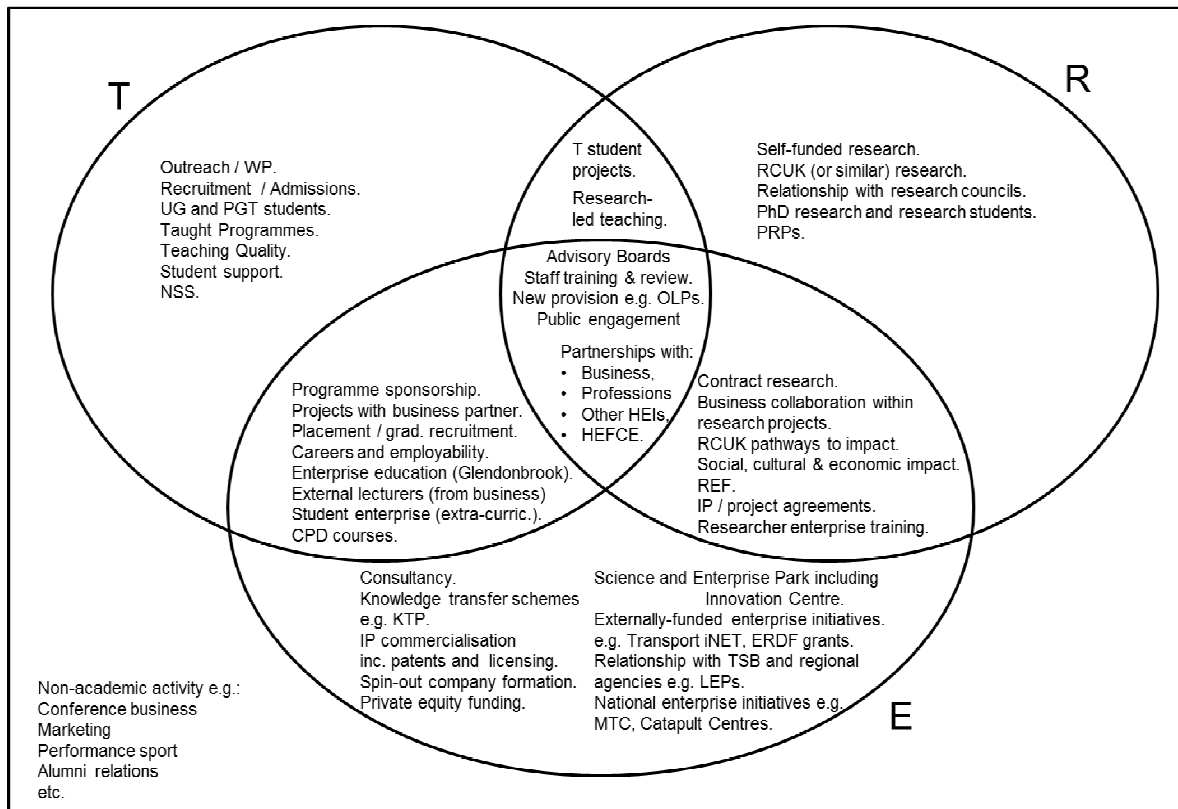 T
R
Outreach / WP.
Recruitment / Admissions.
UG and PGT students.
Taught Programmes.
Teaching Quality.
Student support.
NSS.
T student
projects.
Research-
led teaching.
Self-funded research.
RCUK (or similar) research.
Relationship with research councils.
PhD research and research students.
PRPs.
Advisory Boards
Staff training & review.
New provision e.g. OLPs.
Public engagement
Partnerships with:
• Business,
• Professions
• Other HEIs,
• HEFCE.
Programme sponsorship.
Projects with business partner.
Placement / grad. recruitment.
Careers and employability.
Enterprise education (Glendonbrook).
External lecturers (from business)
Student enterprise (extra-curric.).
CPD courses.
Contract research.
Business collaboration within
research projects.
RCUK pathways to impact.
Social, cultural & economic impact.
REF.
IP / project agreements.
Researcher enterprise training.
Consultancy.
Knowledge transfer schemes
e.g. KTP.
IP commercialisation
inc. patents and licensing.
Spin-out company formation.
Private equity funding.
Science and Enterprise Park including
Innovation Centre.
Externally-funded enterprise initiatives.
e.g. Transport iNET, ERDF grants.
Relationship with TSB and regional
agencies e.g. LEPs.
National enterprise initiatives e.g.
MTC, Catapult Centres.
E
Non-academic activity e.g.:
Conference business
Marketing
Performance sport
Alumni relations
etc.